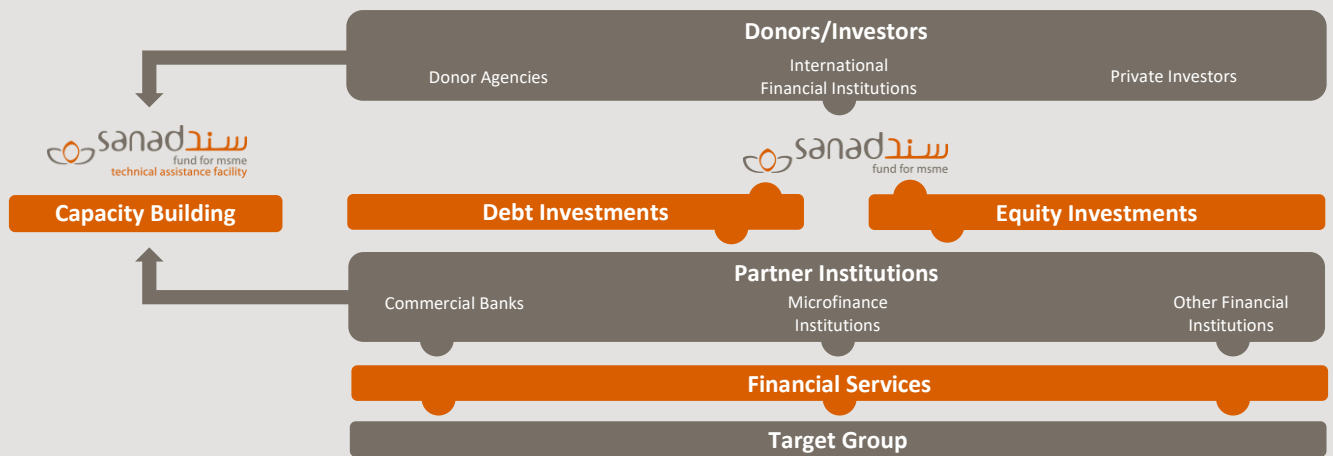 Donors/Investors
Donor Agencies
International
Financial Institutions
Private Investors
sanad سند
fund for msme
technical assistance facility
sanad سند
fund for msme
Capacity Building
Debt Investments
Equity Investments
Partner Institutions
Commercial Banks
Microfinance
Institutions
Other Financial
Institutions
Financial Services
Target Group